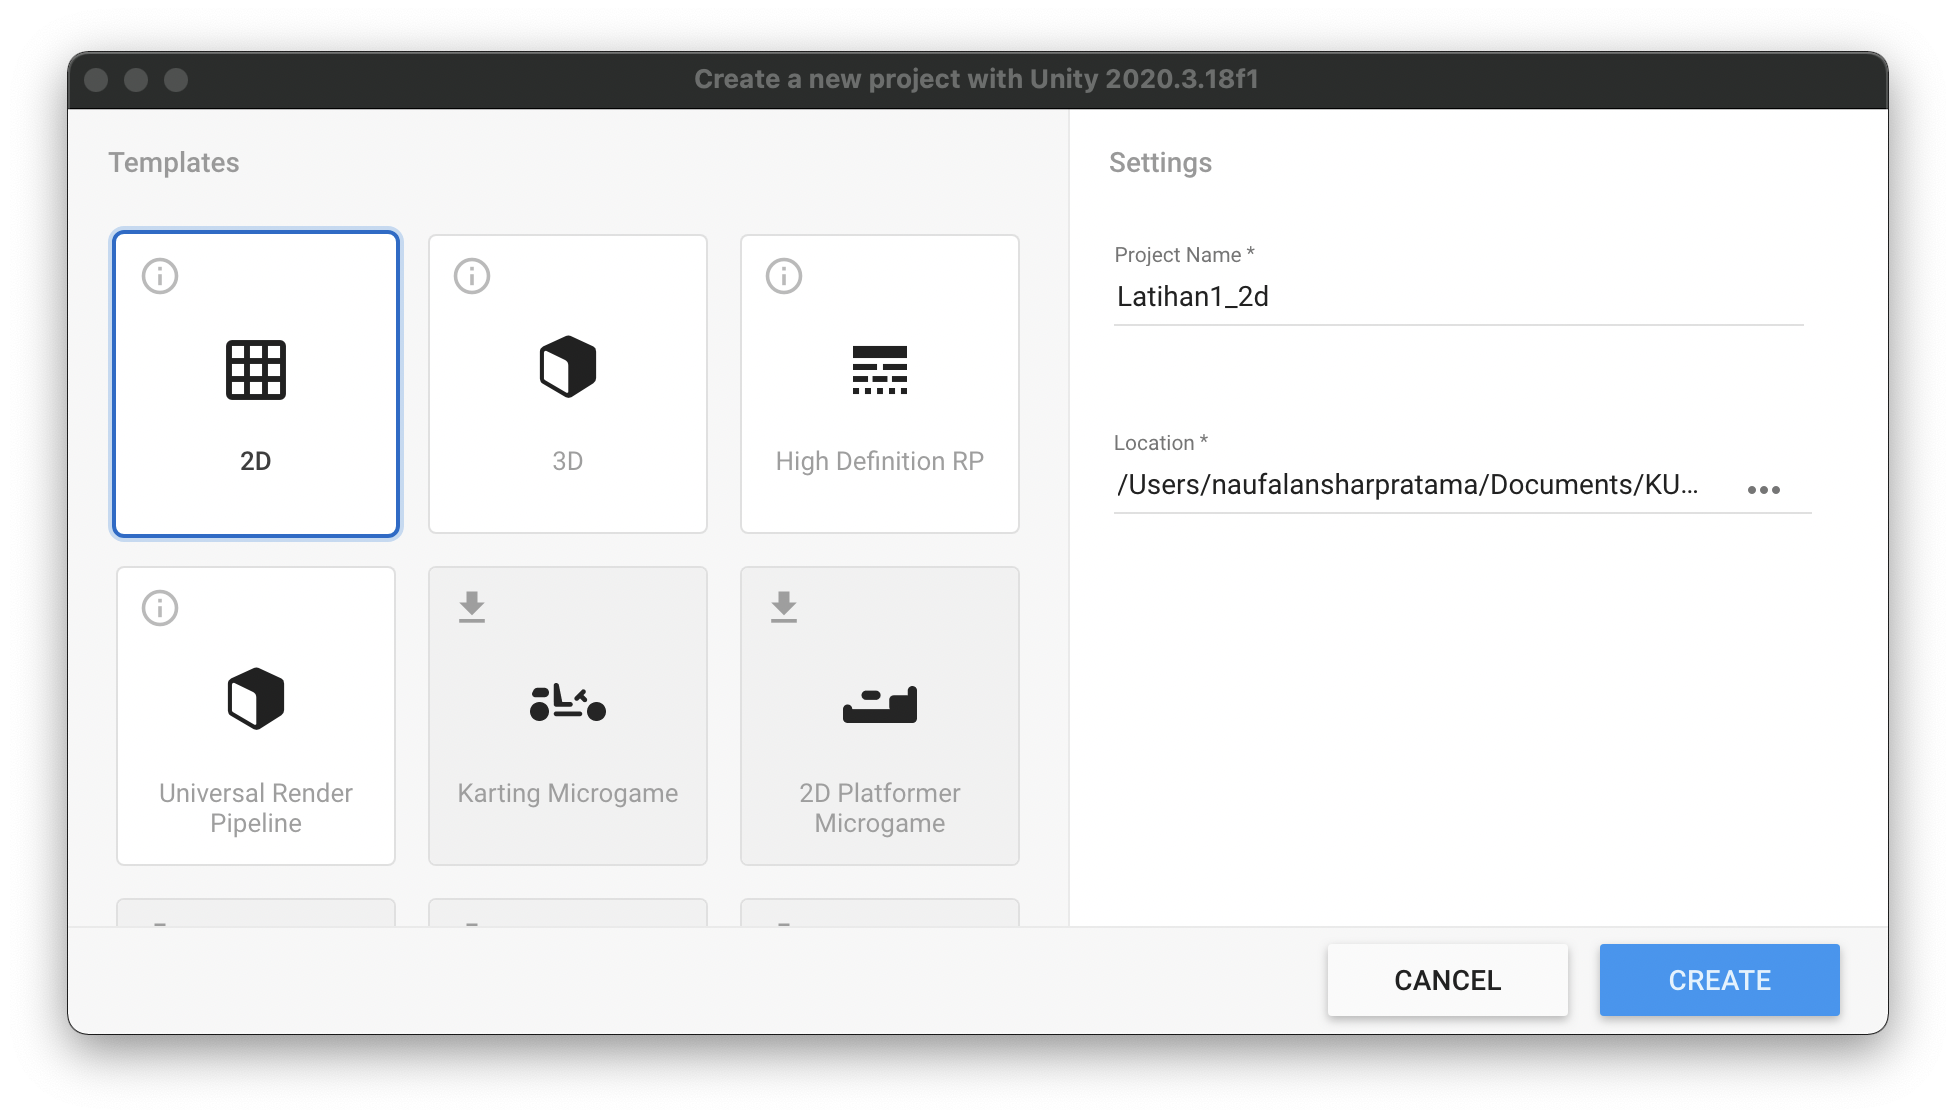 Create a new project with Unity 2020.3.18f1
Templates
2D
3D
High Definition RP
Universal Render
Pipeline
Karting Microgame
2D Platformer
Microgame
Settings
Project Name *
Latihan1_2d
Location *
/Users/naufalansharpratama/Documents/KU...
CANCEL
CREATE